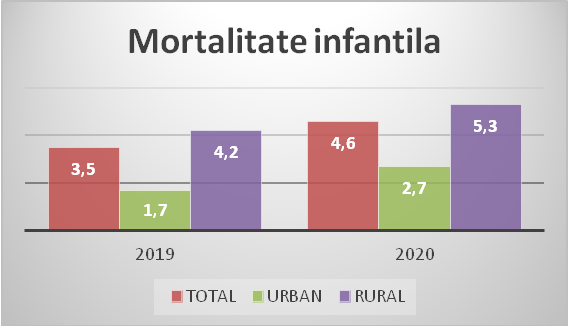 Mortalitate infantila
3,5 1,7 4,2 4,6 2,7 5,3
2019 2020
TOTAL URBAN RURAL